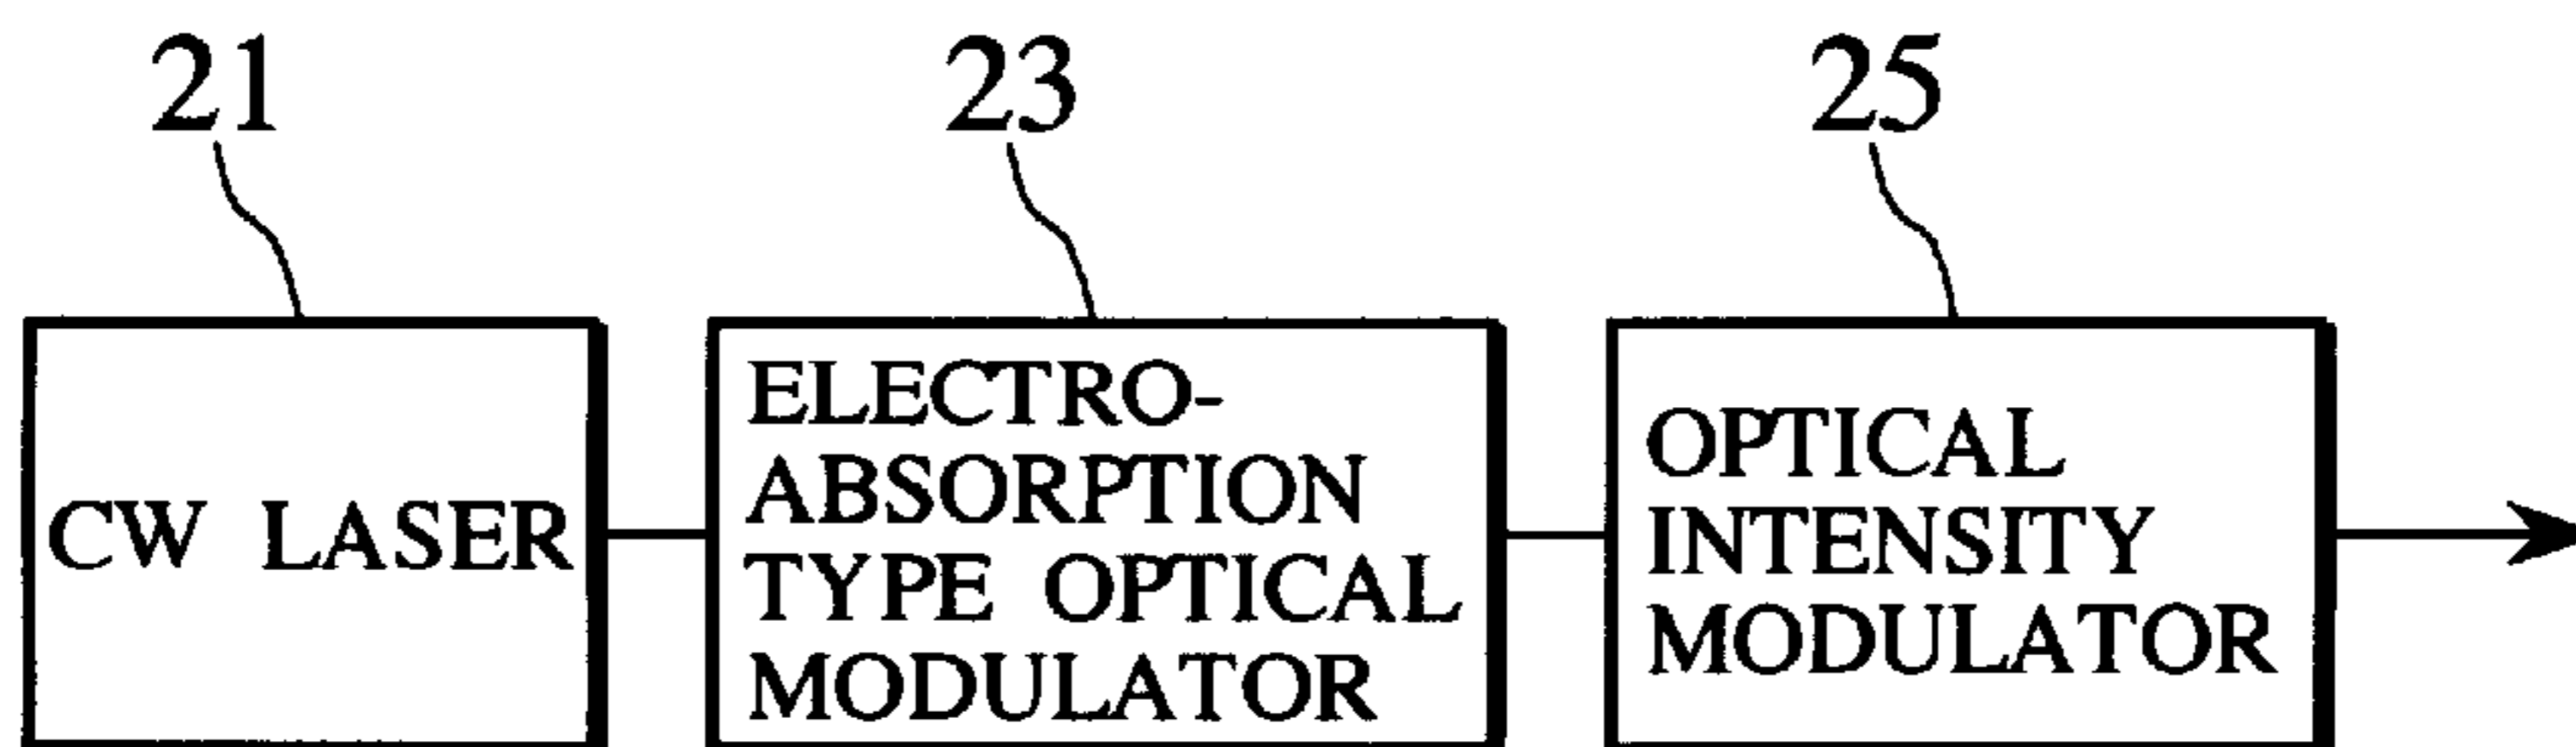 21
23
25
CW LASER
ELECTRO-
ABSORPTION
TYPE OPTICAL
MODULATOR
OPTICAL
INTENSITY
MODULATOR